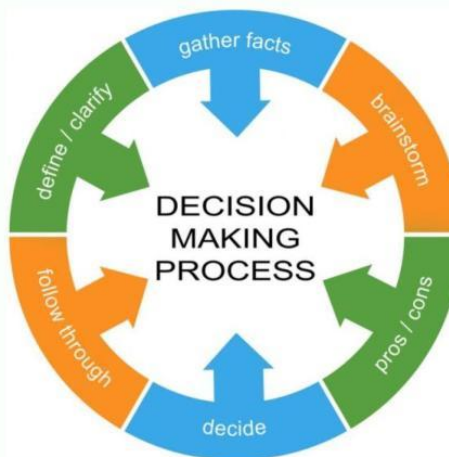 gather facts
brainstorm
pros / cons
decide
follow through
define / clarify
DECISION
MAKING
PROCESS